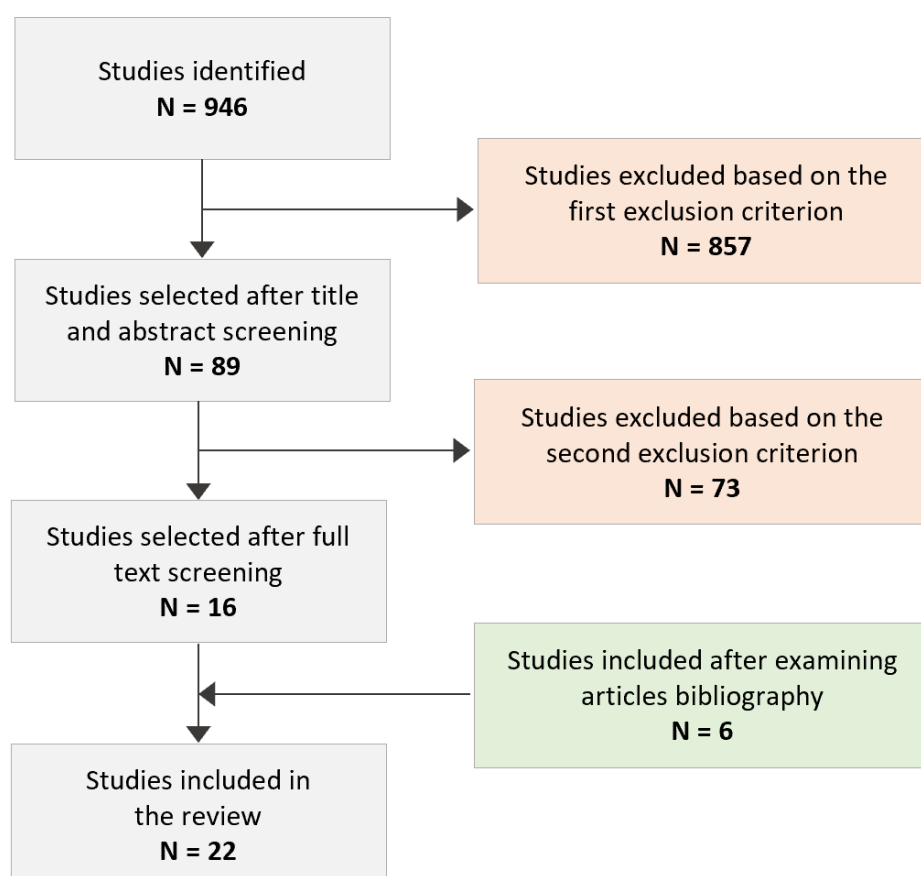 Studies identified
N = 946
Studies excluded based on the
first exclusion criterion
N = 857
Studies selected after title
and abstract screening
N = 89
Studies excluded based on the
second exclusion criterion
N = 73
Studies selected after full
text screening
N = 16
Studies included after examining
articles bibliography
N = 6
Studies included in
the review
N = 22